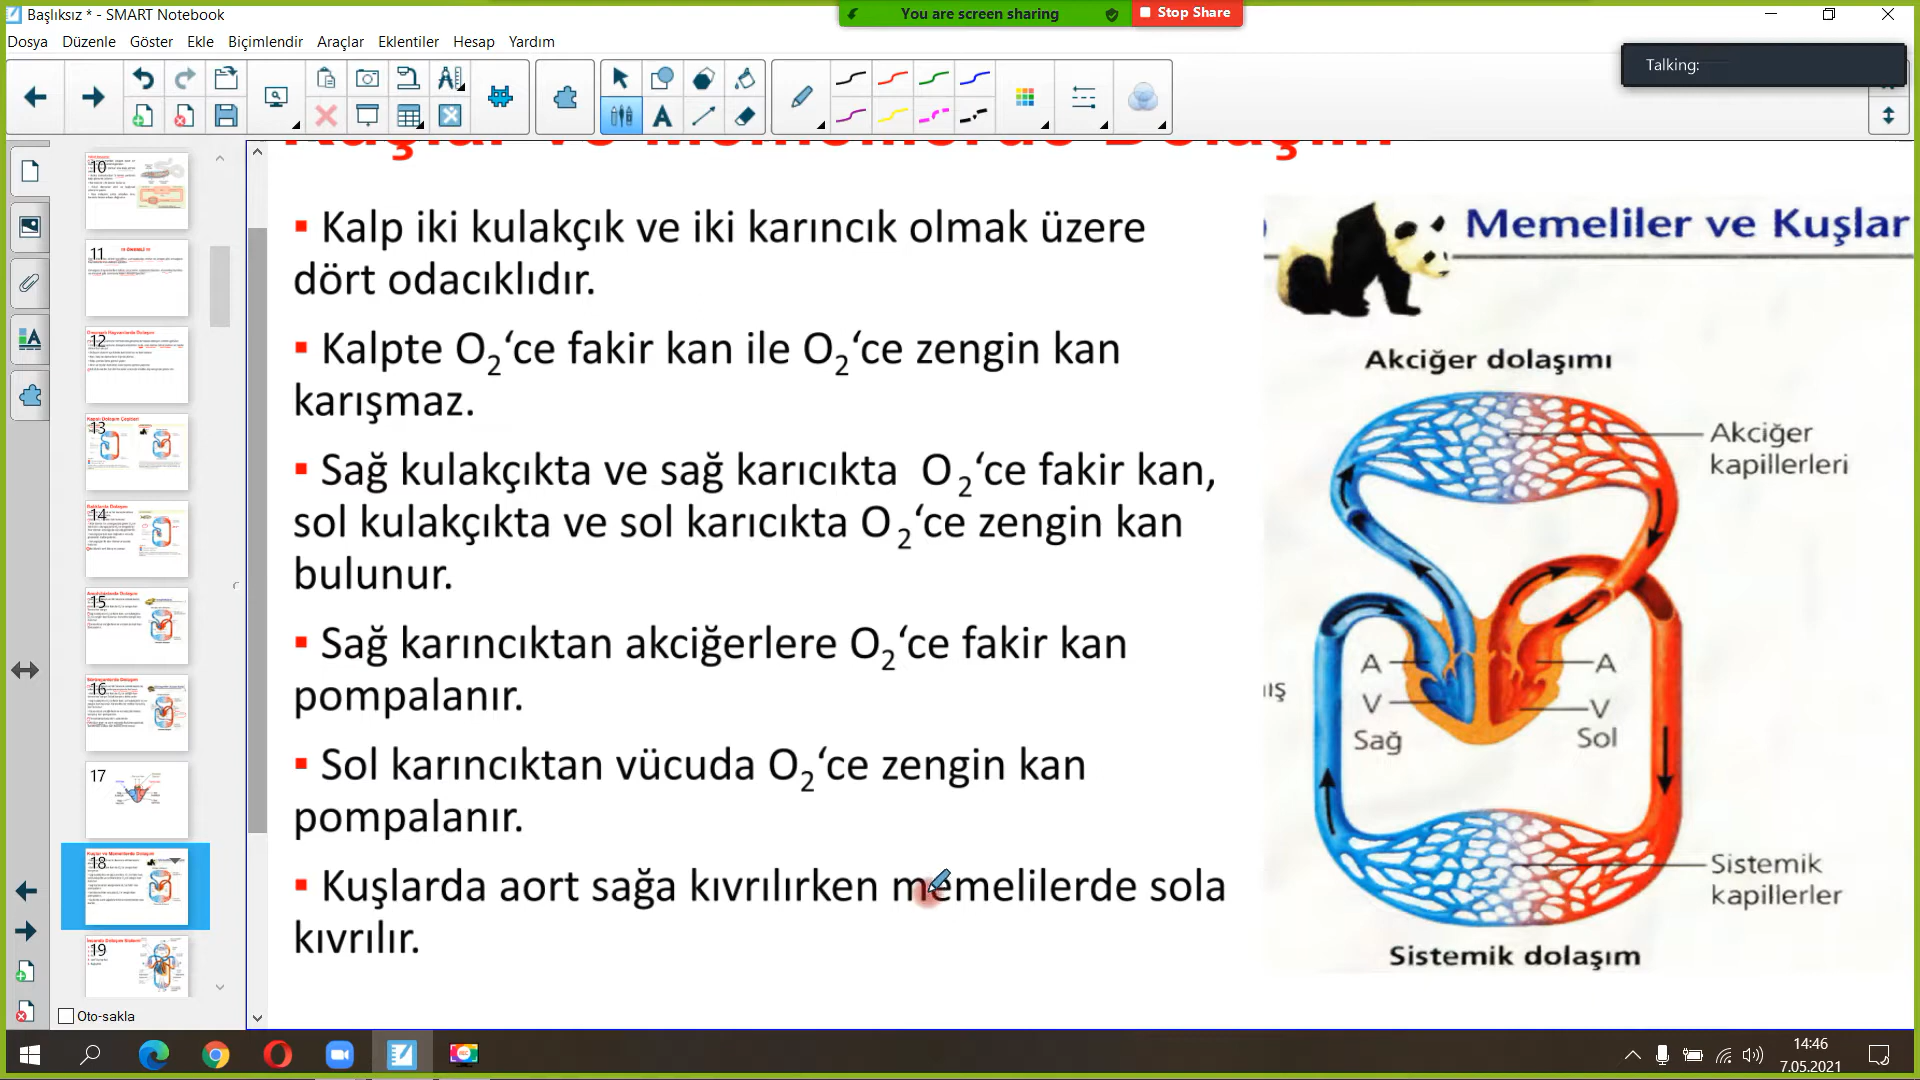 Başlıksız * - SMART Notebook
You are screen sharing
Stop Share
Dosya Düzenle Göster Ekle Biçimlendir Araçlar Eklentiler Hesap Yardım
Talking:
Kuşlar ve Memelilerde Dolaşım
▪ Kalp iki kulakçık ve iki karıncık olmak üzere
dört odacıklıdır.
▪ Kalpte O2‘ce fakir kan ile O2‘ce zengin kan
karışmaz.
▪ Sağ kulakçıkta ve sağ karıcıkta O2‘ce fakir kan,
sol kulakçıkta ve sol karıcıkta O2‘ce zengin kan
bulunur.
▪ Sağ karıncıktan akciğerlere O2‘ce fakir kan
pompalanır.
▪ Sol karıncıktan vücuda O2‘ce zengin kan
pompalanır.
▪ Kuşlarda aort sağa kıvrılırken memelilerde sola
kıvrılır.
Memeliler ve Kuşlar
Akciğer dolaşımı
Akciğer
kapillerleri
A
A
V
V
Sağ
Sol
ış
Sistemik
kapillerler
Sistemik dolaşım
10
11
12
13
14
15
16
17
18
19
Oto-sakla
14:46
7.05.2021